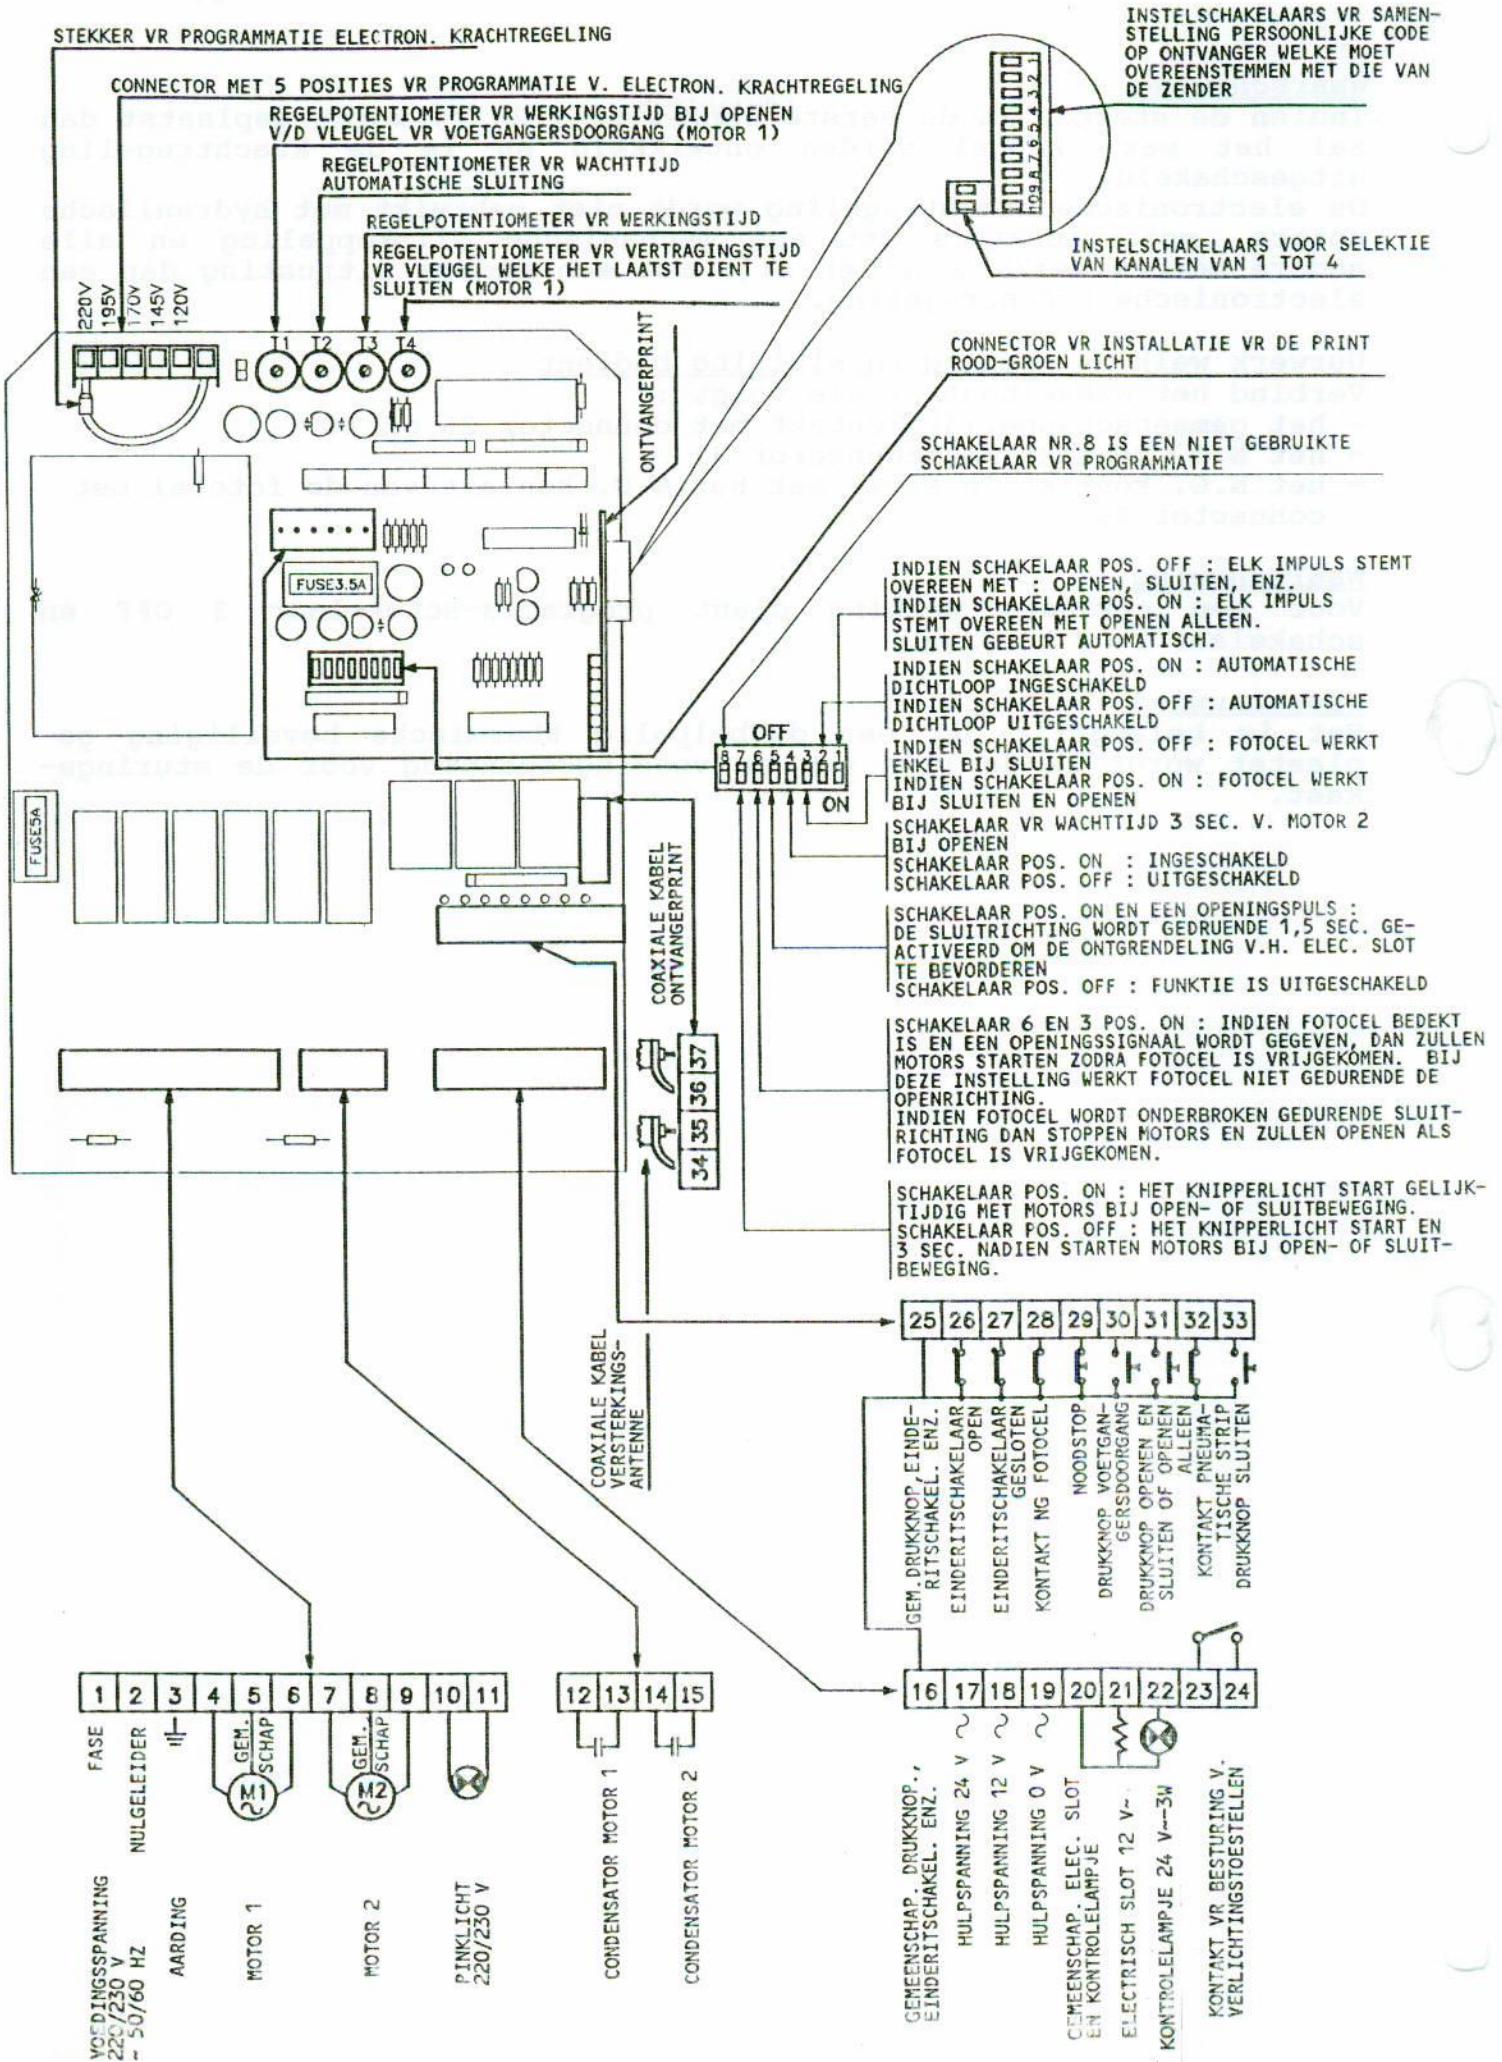 STEKKER VR PROGRAMMATIE ELECTRON. KRACHTREGELING
CONNECTOR MET 5 POSITIES VR PROGRAMMATIE V. ELECTRON. KRACHTREGELING
REGELPOTENTIOMETER VR WERKINGSTIJD BIJ OPENEN
V/D VLEUGEL VR VOETGANGERSDOORGANG (MOTOR 1)
REGELPOTENTIOMETER VR WACHTTIJD
AUTOMATISCHE SLUITING
REGELPOTENTIOMETER VR WERKINGSTIJD
REGELPOTENTIOMETER VR VERTRAGINGSTIJD
VR VLEUGEL WELKE HET LAATST DIENT TE
SLUITEN (MOTOR 1)
INSTELSCHAKELAARS VR SAMEN-
STELLING PERSOONLIJKE CODE
OP ONTVANGER WELKE MOET
OVEREENSTEMMEN MET DIE VAN
DE ZENDER
10 9 8 7 6 5 4 3 2 1
INSTELSCHAKELAARS VOOR SELEKTIE
VAN KANALEN VAN 1 TOT 4
220V
195V
170V
145V
120V
T1 T2 T3 T4
ONTVANGERPRINT
CONNECTOR VR INSTALLATIE VR DE PRINT
ROOD-GROEN LICHT
SCHAKELAAR NR.8 IS EEN NIET GEBRUIKTE
SCHAKELAAR VR PROGRAMMATIE
FUSE3.5A
FUSE5A
INDIEN SCHAKELAAR POS. OFF : ELK IMPULS STEMT
OVEREEN MET : OPENEN, SLUITEN, ENZ.
INDIEN SCHAKELAAR POS. ON : ELK IMPULS
STEMT OVEREEN MET OPENEN ALLEEN.
SLUITEN GEBEURT AUTOMATISCH.
INDIEN SCHAKELAAR POS. ON : AUTOMATISCHE
DICHTLOOP INGESCHAKELD
INDIEN SCHAKELAAR POS. OFF : AUTOMATISCHE
DICHTLOOP UITGESCHAKELD
OFF
8 7 6 5 4 3 2 1
ON
INDIEN SCHAKELAAR POS. OFF : FOTOCEL WERKT
ENKEL BIJ SLUITEN
INDIEN SCHAKELAAR POS. ON : FOTOCEL WERKT
BIJ SLUITEN EN OPENEN
SCHAKELAAR VR WACHTTIJD 3 SEC. V. MOTOR 2
BIJ OPENEN
SCHAKELAAR POS. ON : INGESCHAKELD
SCHAKELAAR POS. OFF : UITGESCHAKELD
SCHAKELAAR POS. ON EN EEN OPENINGSPULS :
DE SLUITRICHTING WORDT GEDRUENDE 1,5 SEC. GE-
ACTIVEERD OM DE ONTGRENDELING V.H. ELEC. SLOT
TE BEVORDEREN
SCHAKELAAR POS. OFF : FUNKTIE IS UITGESCHAKELD
SCHAKELAAR 6 EN 3 POS. ON : INDIEN FOTOCEL BEDEKT
IS EN EEN OPENINGSSIGNAAL WORDT GEGEVEN, DAN ZULLEN
MOTORS STARTEN ZODRA FOTOCEL IS VRIJGEKOMEN. BIJ
DEZE INSTELLING WERKT FOTOCEL NIET GEDURENDE DE
OPENRICHTING.
INDIEN FOTOCEL WORDT ONDERBROKEN GEDURENDE SLUIT-
RICHTING DAN STOPPEN MOTORS EN ZULLEN OPENEN ALS
FOTOCEL IS VRIJGEKOMEN.
SCHAKELAAR POS. ON : HET KNIPPERLICHT START GELIJK-
TIJDIG MET MOTORS BIJ OPEN- OF SLUITBEWEGING.
SCHAKELAAR POS. OFF : HET KNIPPERLICHT START EN
3 SEC. NADIEN STARTEN MOTORS BIJ OPEN- OF SLUIT-
BEWEGING.
COAXIALE KABEL
ONTVANGERPRINT
34 35 36 37
COAXIALE KABEL
VERSTERKINGS-
ANTENNE
25 26 27 28 29 30 31 32 33
GEM.DRUKKNOP,EINDE-
RITSCHAKEL. ENZ.
EINDERITSCHAKELAAR
OPEN
EINDERITSCHAKELAAR
GESLOTEN
KONTAKT NG FOTOCEL
NOODSTOP
DRUKKNOP VOETGAN-
GERSDOORGANG
DRUKKNOP OPENEN EN
SLUITEN OF OPENEN
ALLEEN
KONTAKT PNEUMA-
TISCHE STRIP
DRUKKNOP SLUITEN
1 2 3 4 5 6 7 8 9 10 11
FASE
NULGELEIDER
GEM.
SCHAP
M1
GEM.
SCHAP
M2
VOEDINGSSPANNING
220/230 V
~ 50/60 HZ
AARDING
MOTOR 1
MOTOR 2
PINKLICHT
220/230 V
12 13 14 15
CONDENSATOR MOTOR 1
CONDENSATOR MOTOR 2
16 17 18 19 20 21 22 23 24
GEMEENSCHAP. DRUKKNOP.,
EINDERITSCHAKEL. ENZ.
HULPSPANNING 24 V ~
HULPSPANNING 12 V ~
HULPSPANNING 0 V ~
GEMEENSCHAP. ELEC. SLOT
EN KONTROLELAMPJE
ELECTRISCH SLOT 12 V~.
KONTROLELAMPJE 24 V~-3W
KONTAKT VR BESTURING V.
VERLICHTINGSTOESTELLEN